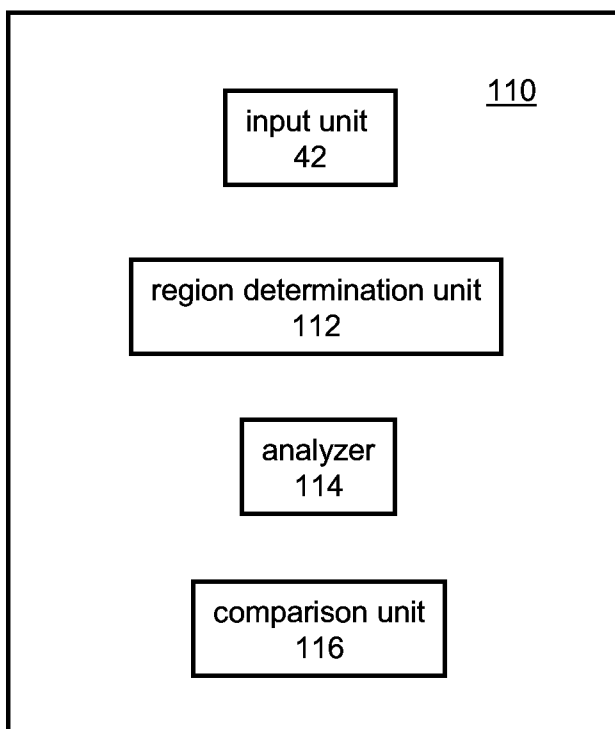 110
input unit
42
region determination unit
112
analyzer
114
comparison unit
116